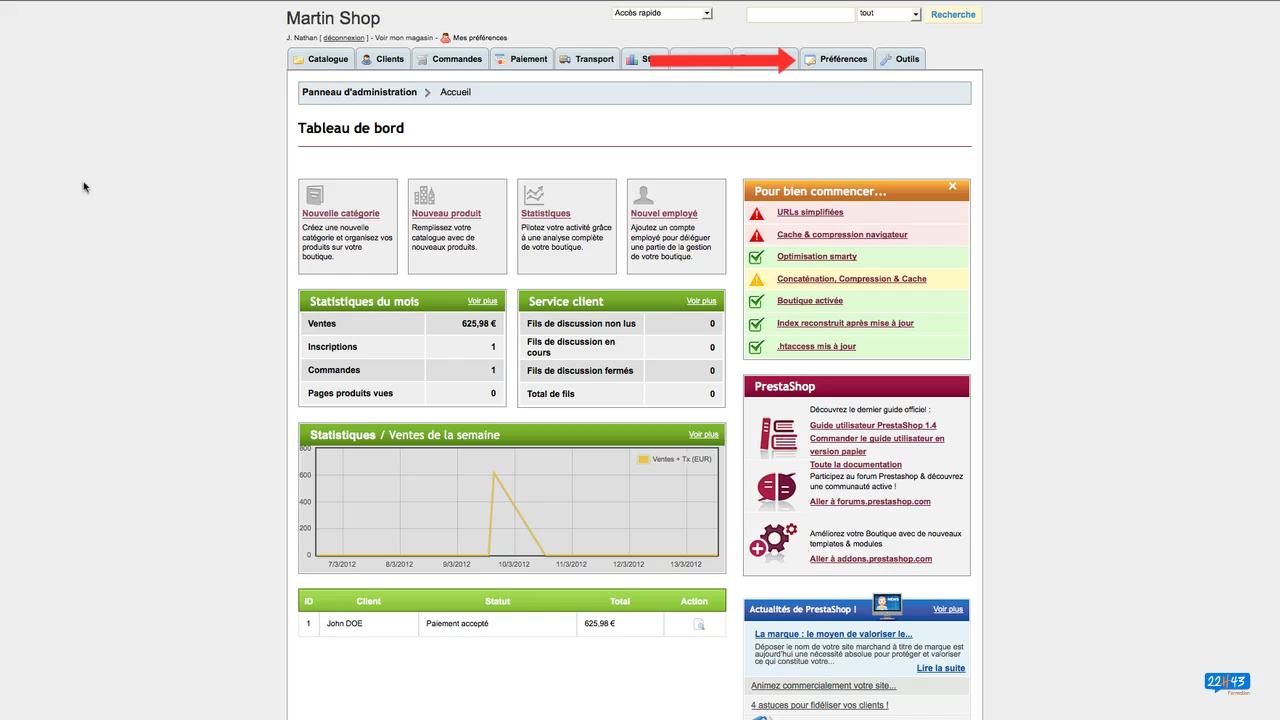 Martin Shop
Accès rapide
tout
Recherche
J. Nathan [ déconnexion ] - Voir mon magasin - Mes préférences
Catalogue
Clients
Commandes
Paiement
Transport
Préférences
Outils
Panneau d'administration > Accueil
Tableau de bord
Nouvelle catégorie
Créez une nouvelle
catégorie et organisez vos
produits sur votre
boutique.
Nouveau produit
Remplissez votre
catalogue avec de
nouveaux produits.
Statistiques
Pilotez votre activité grâce
à une analyse complète
de votre boutique.
Nouvel employé
Ajoutez un compte
employé pour déléguer
une partie de la gestion
de votre boutique.
Statistiques du mois Voir plus
Ventes 625,98 €
Inscriptions 1
Commandes 1
Pages produits vues 0
Service client Voir plus
Fils de discussion non lus 0
Fils de discussion en
cours 0
Fils de discussion fermés 0
Total de fils 0
Statistiques / Ventes de la semaine Voir plus
Ventes + Tx (EUR)
800
600
400
200
0
7/3/2012 8/3/2012 9/3/2012 10/3/2012 11/3/2012 12/3/2012 13/3/2012
ID Client Statut Total Action
1 John DOE Paiement accepté 625,98 €
Pour bien commencer...
URLs simplifiées
Cache & compression navigateur
Optimisation smarty
Concaténation, Compression & Cache
Boutique activée
Index reconstruit après mise à jour
.htaccess mis à jour
PrestaShop
Découvrez le dernier guide officiel :
Guide utilisateur PrestaShop 1.4
Commander le guide utilisateur en
version papier
Toute la documentation
Participez au forum Prestashop & découvrez
une communauté active !
Aller à forums.prestashop.com
Améliorez votre Boutique avec de nouveaux
templates & modules
Aller à addons.prestashop.com
Actualités de PrestaShop ! Voir plus
NEWS
La marque : le moyen de valoriser le...
Déposer le nom de votre site marchand à titre de marque est
aujourd'hui une nécessité absolue pour protéger et valoriser
ce qui constitue votre...
Lire la suite
Animez commercialement votre site...
4 astuces pour fidéliser vos clients !
22H43
Formation